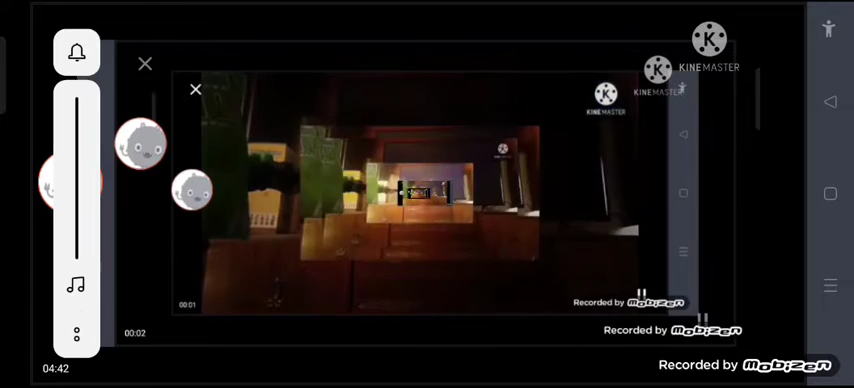 KINEMASTER
KINEMASTER
KINEMASTER
00:01
Recorded by mobizen
00:02
Recorded by mobizen
04:42
Recorded by mobizen